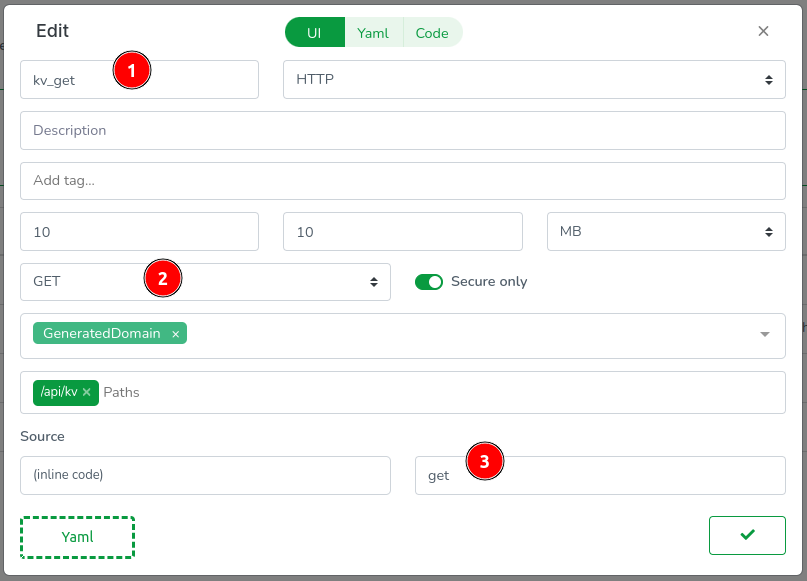 Edit
UI Yaml Code ×
kv_get 1 HTTP
Description
Add tag...
10 10 MB
GET 2 Secure only
GeneratedDomain ×
/api/kv × Paths
Source
(inline code) get 3
Yaml